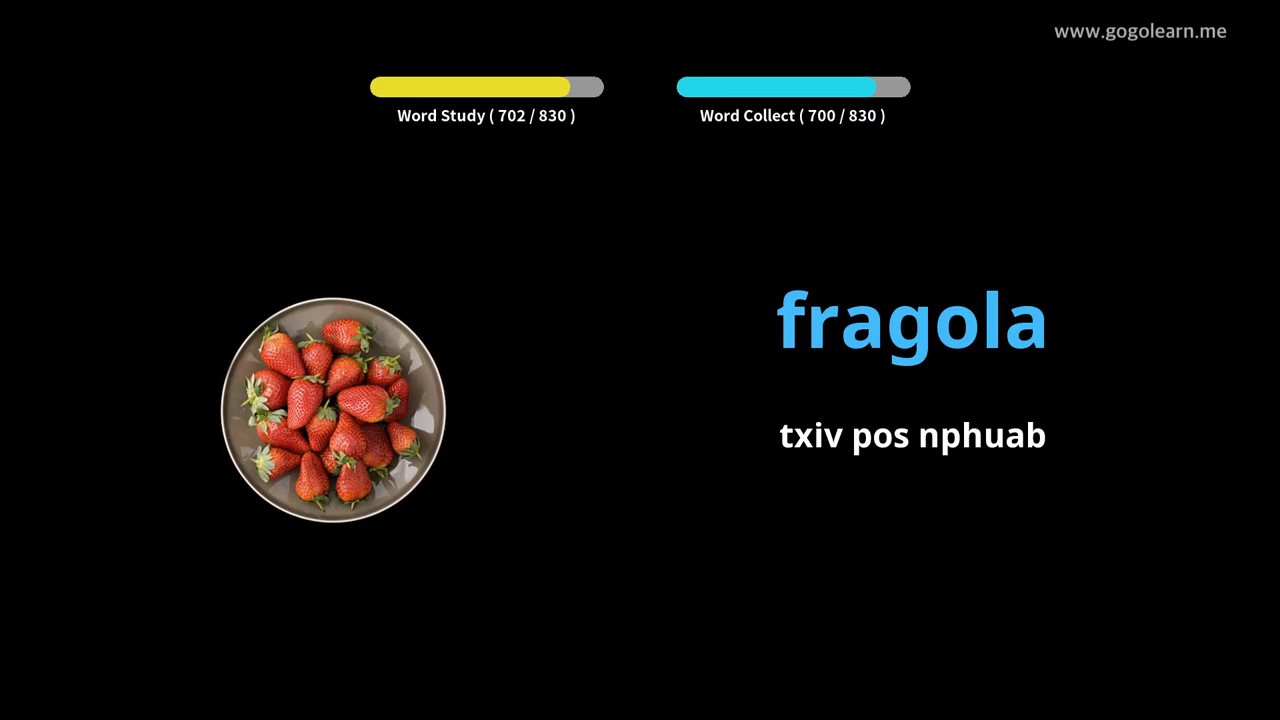 www.gogolearn.me
Word Study ( 702 / 830 )
Word Collect ( 700 / 830 )
fragola
txiv pos nphuab